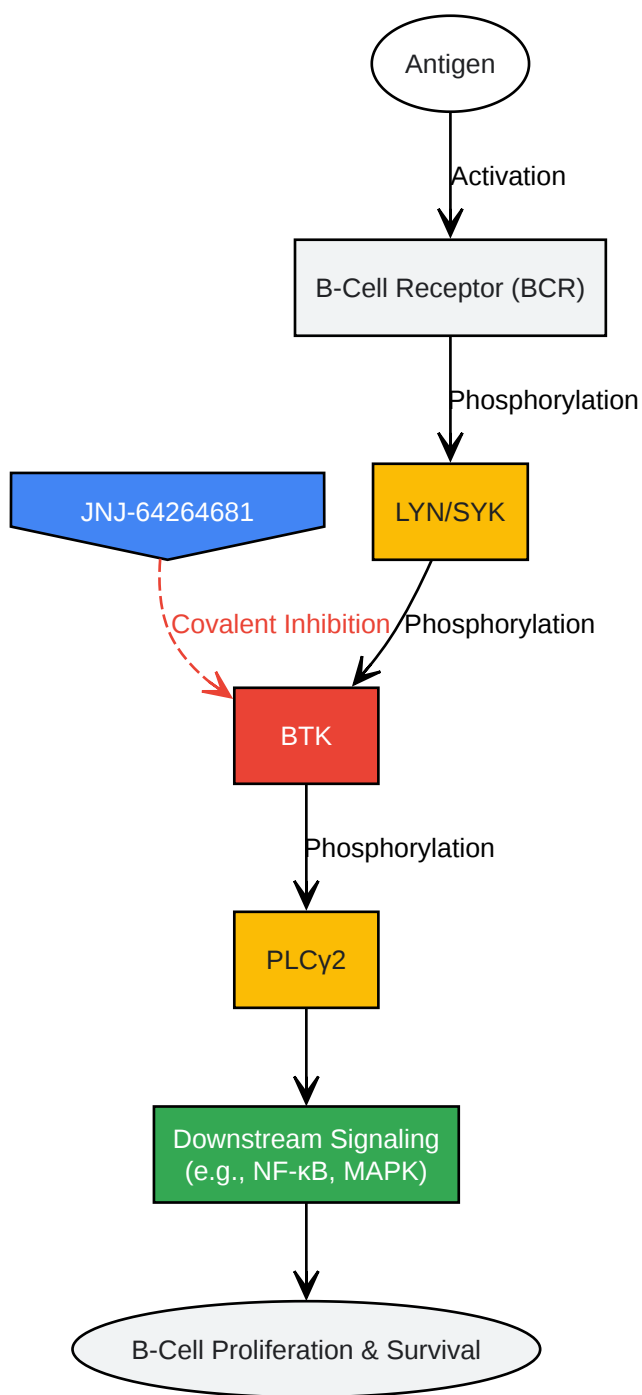 Antigen
Activation
B-Cell Receptor (BCR)
Phosphorylation
JNJ-64264681
LYN/SYK
Covalent Inhibition
Phosphorylation
BTK
Phosphorylation
PLCγ2
Downstream Signaling
(e.g., NF-κB, MAPK)
B-Cell Proliferation & Survival